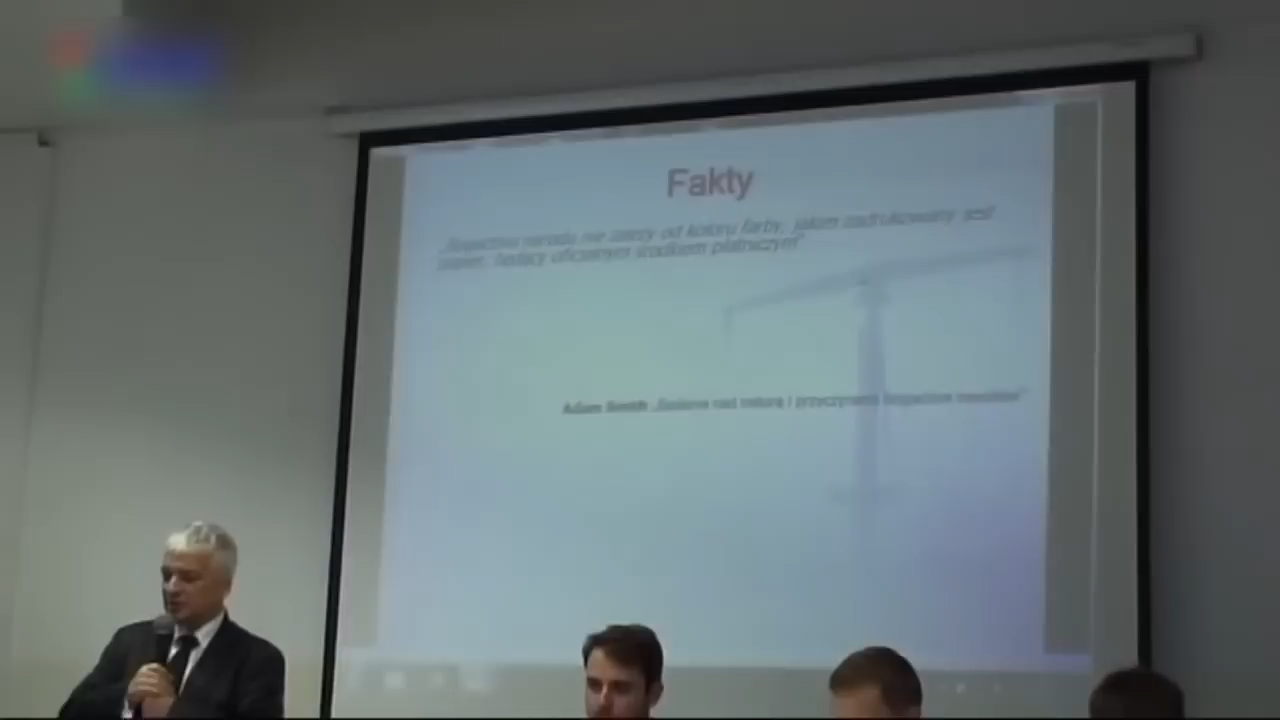 Fakty
narodu nie zależy od koloru farby, jakim zadrukowany jest
papier, będący oficjalnym środkiem płatniczym"
Adam Smith „Badania nad naturą i przyczynami bogactwa narodów"